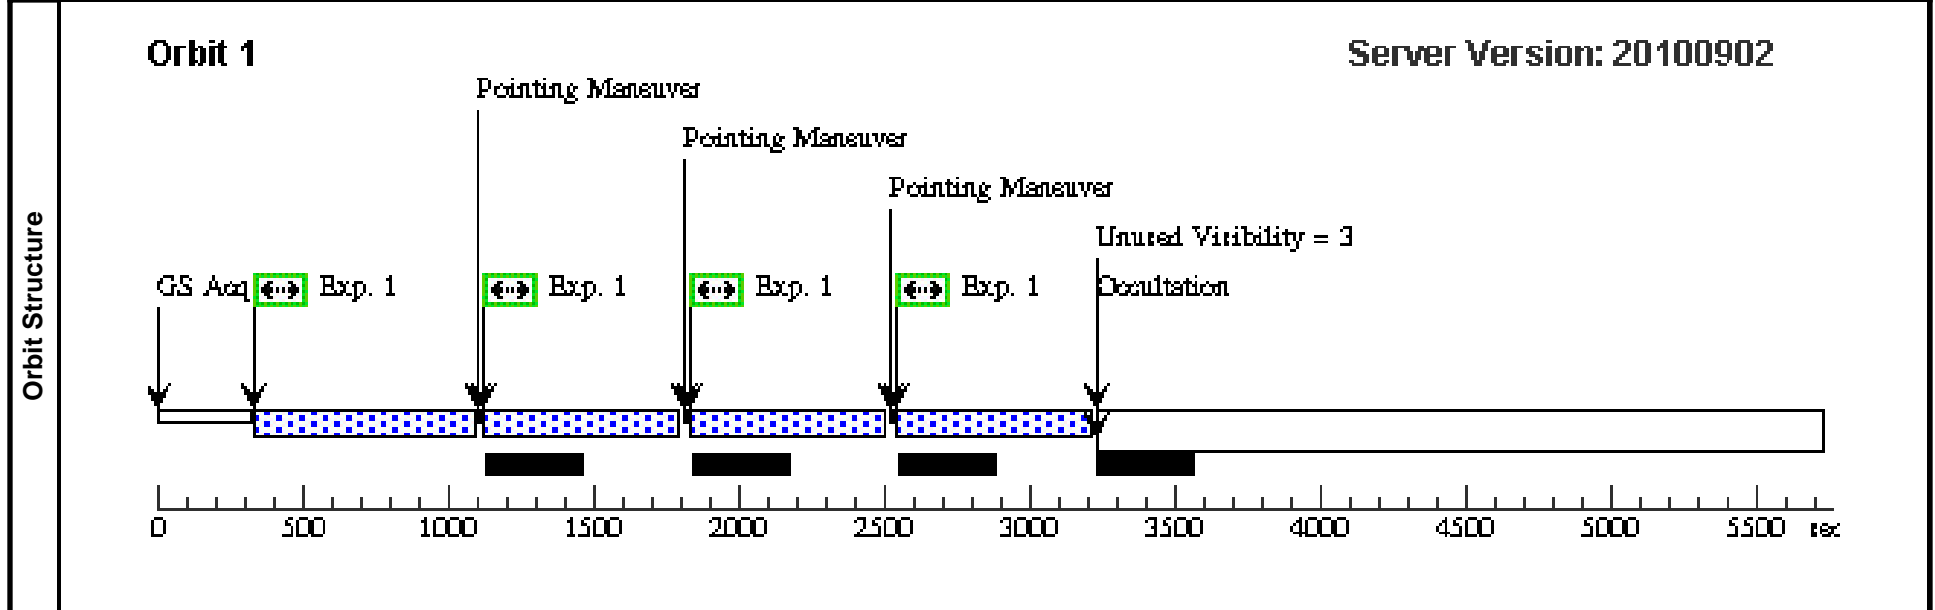 Orbit Structure
Orbit 1
Server Version: 20100902
Pointing Maneuver
Pointing Maneuver
Pointing Maneuver
Unused Visibility = 3
GS Acq
Exp. 1
Exp. 1
Exp. 1
Exp. 1
Occultation
0 500 1000 1500 2000 2500 3000 3500 4000 4500 5000 5500 sec